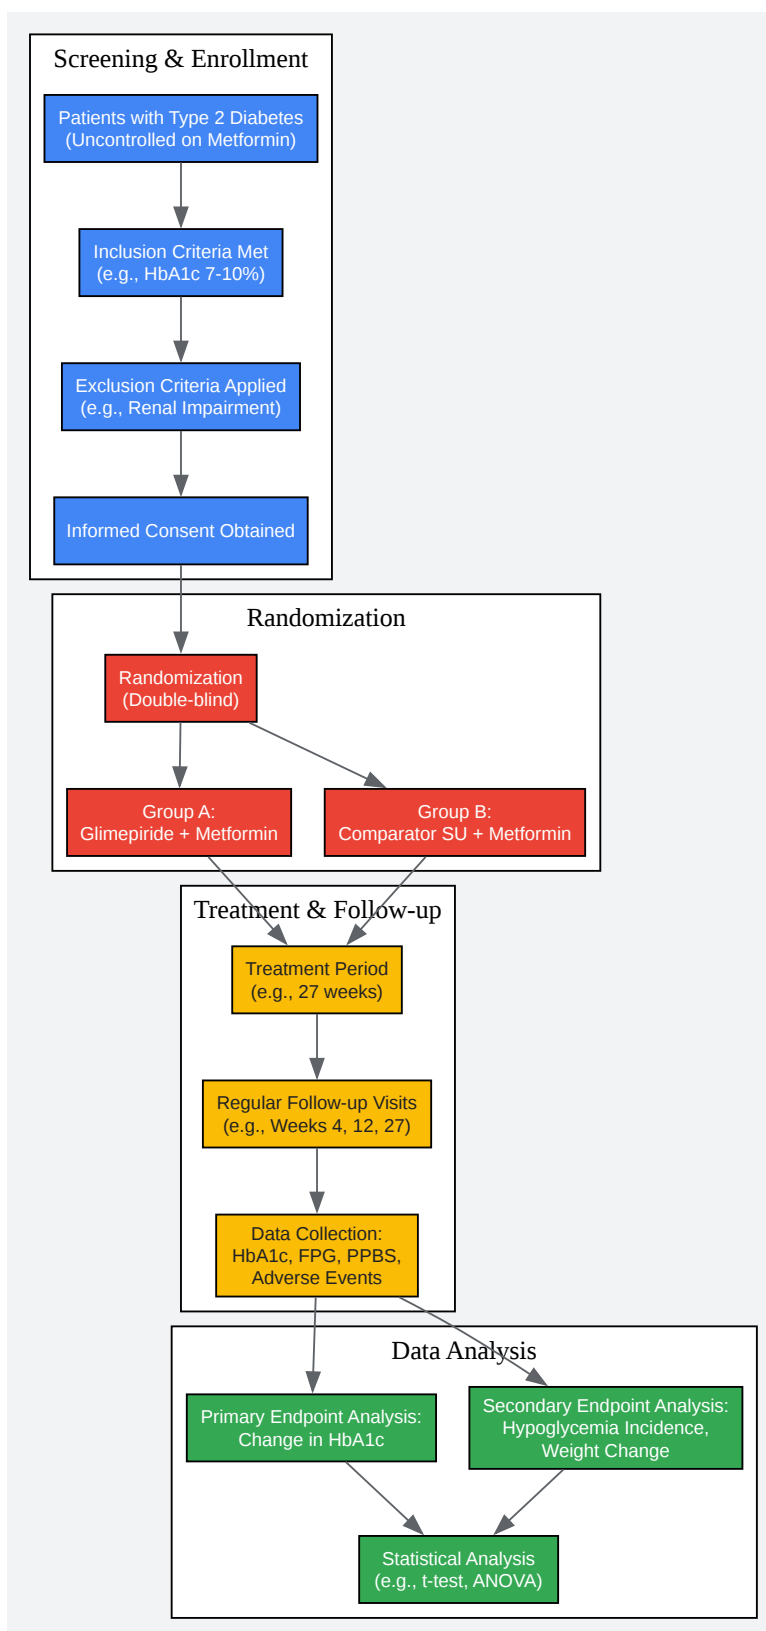 Screening & Enrollment
Patients with Type 2 Diabetes
(Uncontrolled on Metformin)
Inclusion Criteria Met
(e.g., HbA1c 7-10%)
Exclusion Criteria Applied
(e.g., Renal Impairment)
Informed Consent Obtained
Randomization
Randomization
(Double-blind)
Group A:
Glimepiride + Metformin
Group B:
Comparator SU + Metformin
Treatment & Follow-up
Treatment Period
(e.g., 27 weeks)
Regular Follow-up Visits
(e.g., Weeks 4, 12, 27)
Data Collection:
HbA1c, FPG, PPBS,
Adverse Events
Data Analysis
Primary Endpoint Analysis:
Change in HbA1c
Secondary Endpoint Analysis:
Hypoglycemia Incidence,
Weight Change
Statistical Analysis
(e.g., t-test, ANOVA)